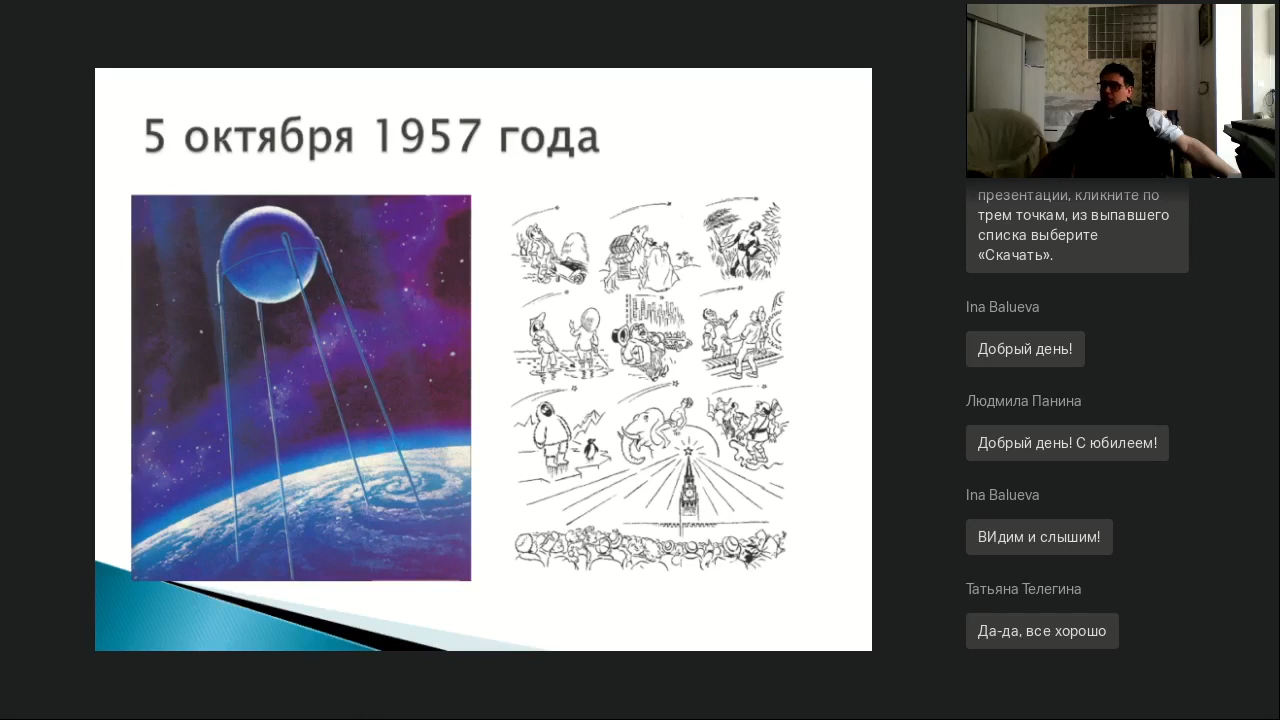 5 октября 1957 года
презентации, кликните по
трем точкам, из выпавшего
списка выберите
«Скачать».
Ina Balueva
Добрый день!
Людмила Панина
Добрый день! С юбилеем!
Ina Balueva
ВИдим и слышим!
Татьяна Телегина
Да-да, все хорошо